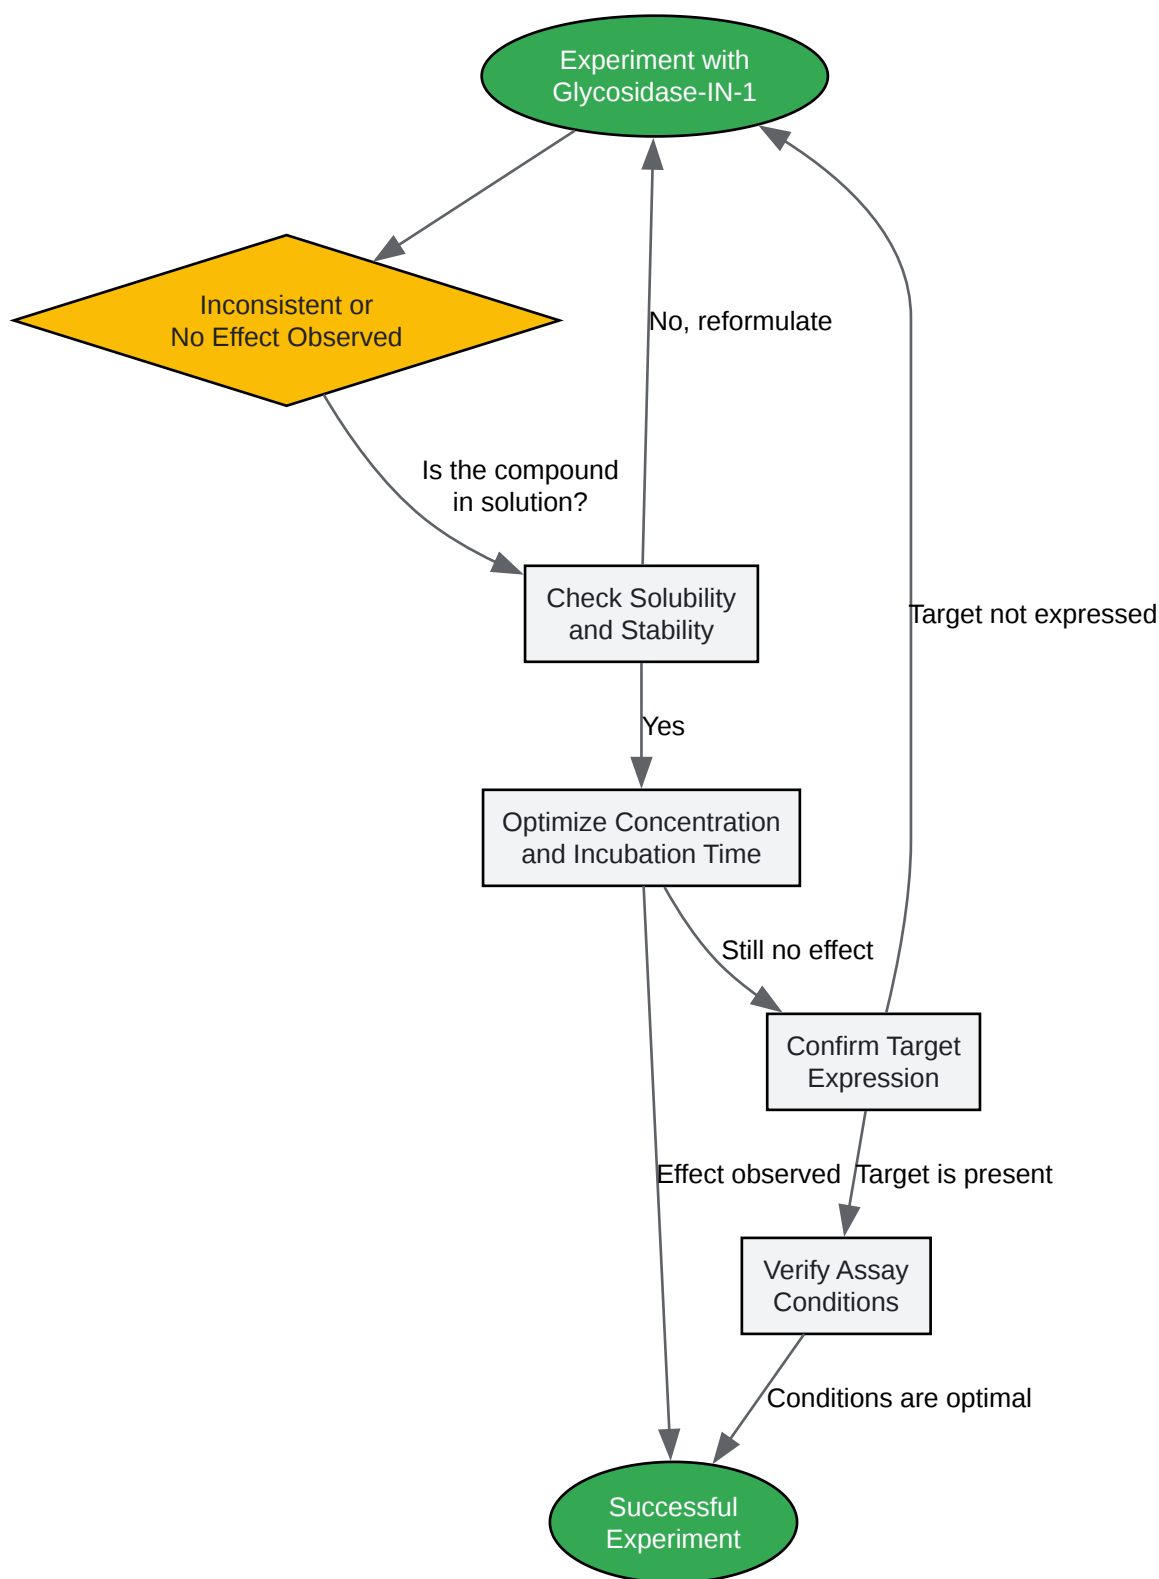 Experiment with
Glycosidase-IN-1
Inconsistent or
No Effect Observed
No, reformulate
Is the compound
in solution?
Check Solubility
and Stability
Target not expressed
Yes
Optimize Concentration
and Incubation Time
Still no effect
Confirm Target
Expression
Effect observed
Target is present
Verify Assay
Conditions
Conditions are optimal
Successful
Experiment